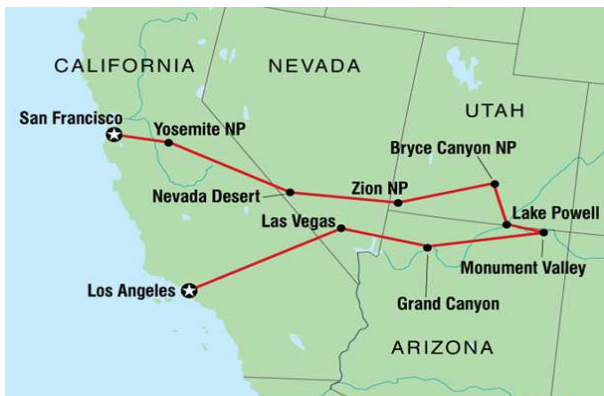 CALIFORNIA
NEVADA
UTAH
San Francisco
Yosemite NP
Bryce Canyon NP
Nevada Desert
Zion NP
Las Vegas
Lake Powell
Monument Valley
Los Angeles
Grand Canyon
ARIZONA